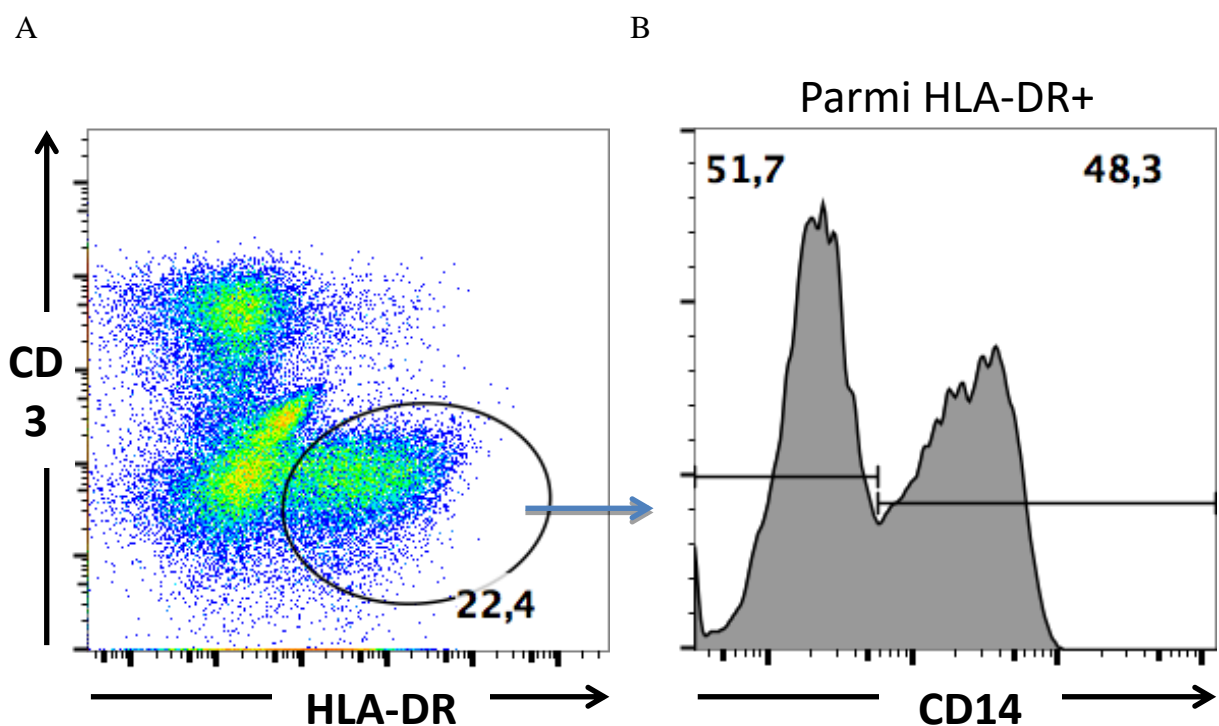 A
B
Parmi HLA-DR+
51,7
48,3
CD
3
22,4
HLA-DR
CD14